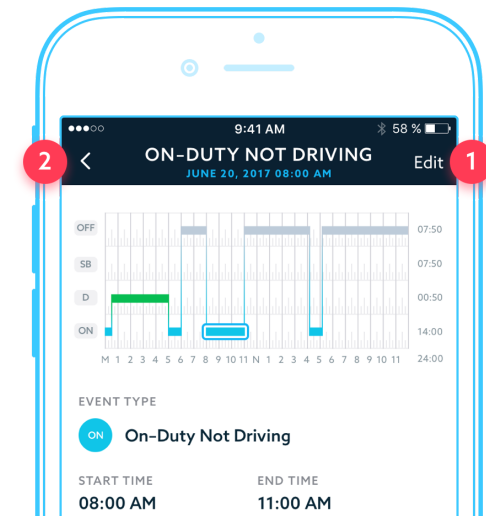 9:41 AM 58 %
2 ON-DUTY NOT DRIVING Edit 1
JUNE 20, 2017 08:00 AM
OFF 07:50
SB 07:50
D 00:50
ON 14:00
M 1 2 3 4 5 6 7 8 9 10 11 N 1 2 3 4 5 6 7 8 9 10 11 24:00
EVENT TYPE
ON On-Duty Not Driving
START TIME END TIME
08:00 AM 11:00 AM